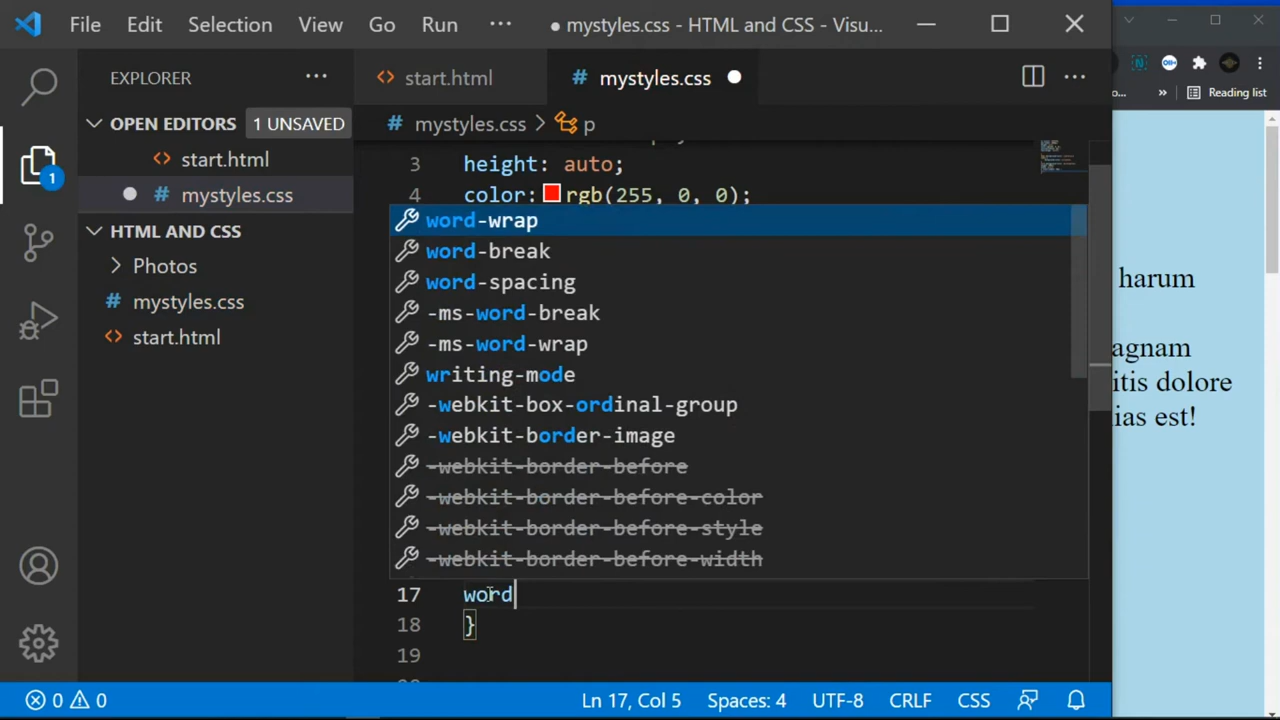 File Edit Selection View Go Run ··· ● mystyles.css - HTML and CSS - Visu...
EXPLORER ···
OPEN EDITORS 1 UNSAVED
start.html
# mystyles.css
HTML AND CSS
Photos
# mystyles.css
start.html
1
start.html # mystyles.css ● ···
# mystyles.css > p
3 height: auto;
4 color: rgb(255, 0, 0);
word-wrap
word-break
word-spacing
-ms-word-break
-ms-word-wrap
writing-mode
-webkit-box-ordinal-group
-webkit-border-image
-webkit-border-before
-webkit-border-before-color
-webkit-border-before-style
-webkit-border-before-width
17 word
18 }
19
0 0 Ln 17, Col 5 Spaces: 4 UTF-8 CRLF CSS
o... » Reading list
harum
agnam
itis dolore
ias est!